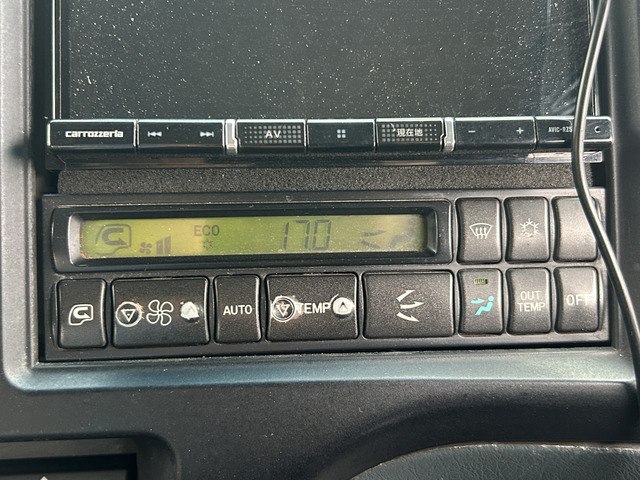 carrozzeria AV 現在地 − + AVIC-RZ
ECO 17.0
AUTO TEMP OUT TEMP OFF